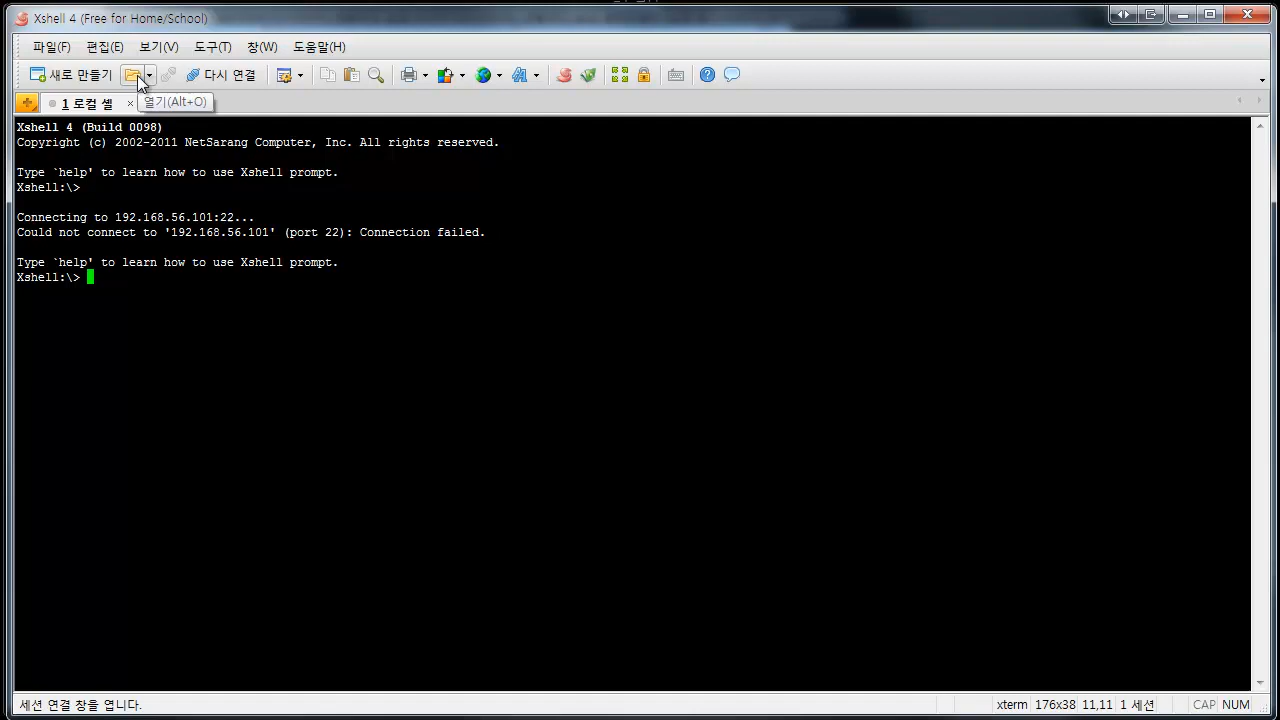 Xshell 4 (Free for Home/School)
파일(F) 편집(E) 보기(V) 도구(T) 창(W) 도움말(H)
새로 만들기 다시 연결
1 로컬 셸 열기(Alt+O)
Xshell 4 (Build 0098)
Copyright (c) 2002-2011 NetSarang Computer, Inc. All rights reserved.
Type `help' to learn how to use Xshell prompt.
Xshell:\>
Connecting to 192.168.56.101:22...
Could not connect to '192.168.56.101' (port 22): Connection failed.
Type `help' to learn how to use Xshell prompt.
Xshell:\>
세션 연결 창을 엽니다. xterm 176x38 11,11 1 세션 CAP NUM